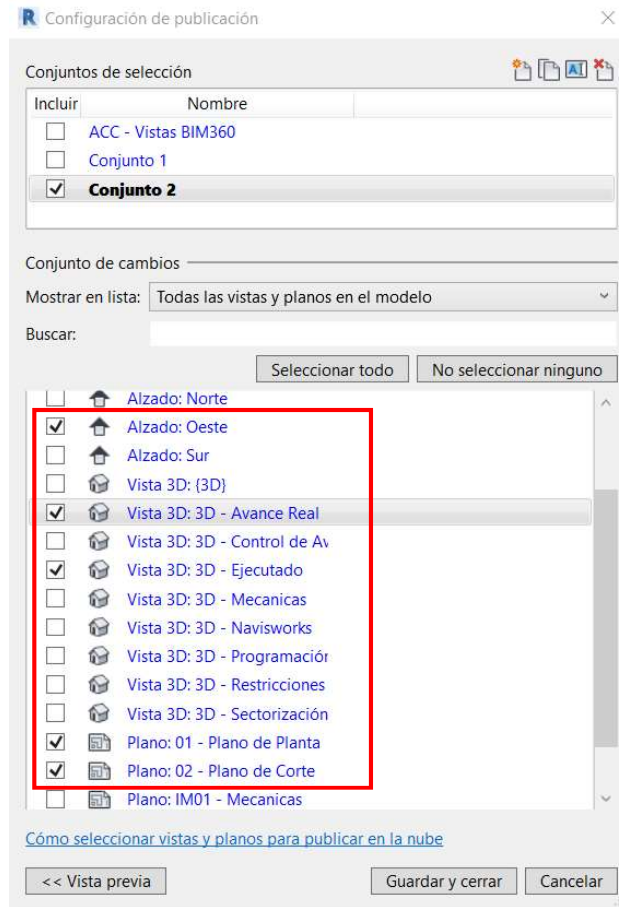 R Configuración de publicación
Conjuntos de selección
Incluir Nombre
ACC - Vistas BIM360
Conjunto 1
Conjunto 2
Conjunto de cambios
Mostrar en lista: Todas las vistas y planos en el modelo
Buscar:
Seleccionar todo No seleccionar ninguno
Alzado: Norte
Alzado: Oeste
Alzado: Sur
Vista 3D: {3D}
Vista 3D: 3D - Avance Real
Vista 3D: 3D - Control de Av
Vista 3D: 3D - Ejecutado
Vista 3D: 3D - Mecanicas
Vista 3D: 3D - Navisworks
Vista 3D: 3D - Programación
Vista 3D: 3D - Restricciones
Vista 3D: 3D - Sectorización
Plano: 01 - Plano de Planta
Plano: 02 - Plano de Corte
Plano: IM01 - Mecanicas
Cómo seleccionar vistas y planos para publicar en la nube
<< Vista previa Guardar y cerrar Cancelar